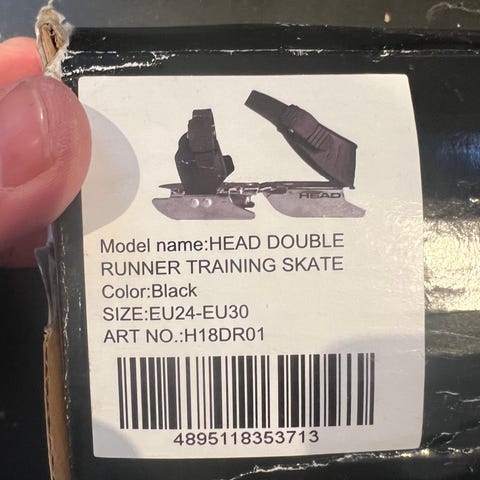 HEAD
Model name:HEAD DOUBLE
RUNNER TRAINING SKATE
Color:Black
SIZE:EU24-EU30
ART NO.:H18DR01
4895118353713